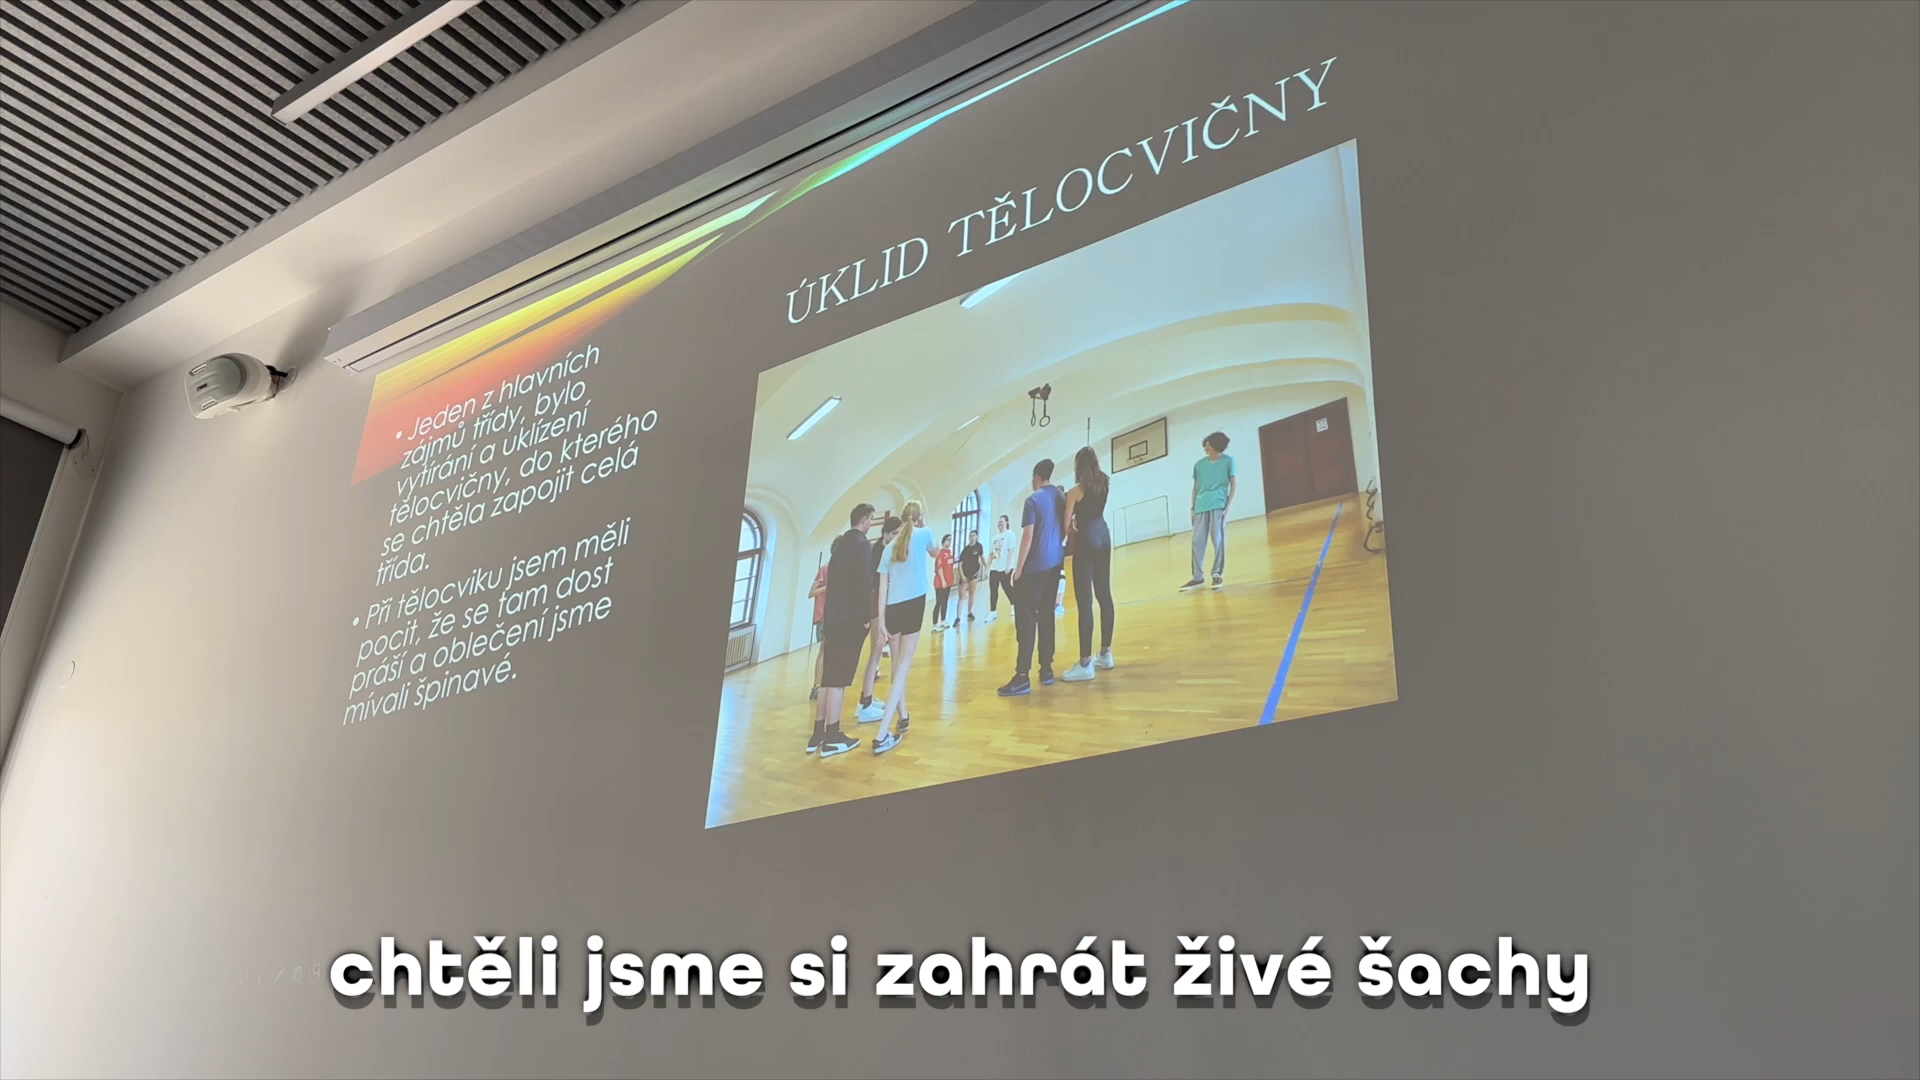 ÚKLID TĚLOCVIČNY
• Jeden z hlavních
zájmů třídy, bylo
vytírání a uklízení
tělocvičny, do kterého
se chtěla zapojit celá
třída.
• Při tělocviku jsem měli
pocit, že se tam dost
práší a oblečení jsme
mívali špinavé.
chtěli jsme si zahrát živé šachy